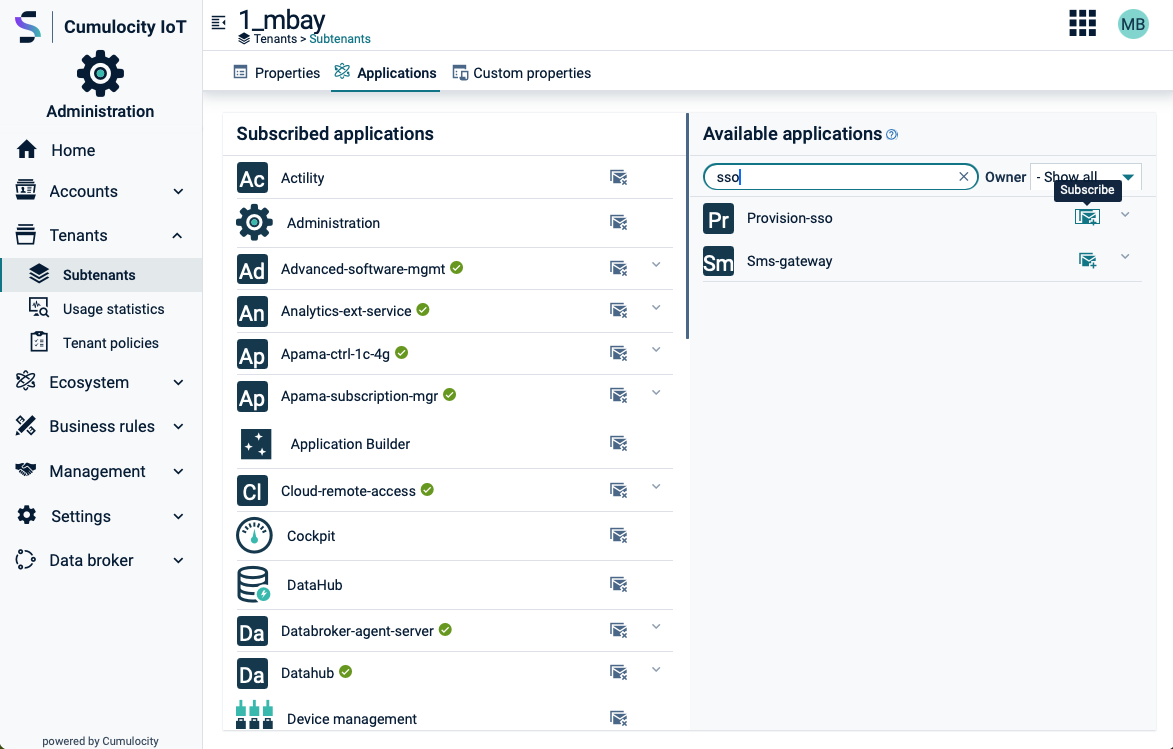 Cumulocity IoT
1_mbay
Tenants > Subtenants
MB
Administration
Home
Accounts
Tenants
Subtenants
Usage statistics
Tenant policies
Ecosystem
Business rules
Management
Settings
Data broker
powered by Cumulocity
Properties
Applications
Custom properties
Subscribed applications
Ac Actility
Administration
Ad Advanced-software-mgmt
An Analytics-ext-service
Ap Apama-ctrl-1c-4g
Ap Apama-subscription-mgr
Application Builder
Cl Cloud-remote-access
Cockpit
DataHub
Da Databroker-agent-server
Da Datahub
Device management
Available applications
sso Owner - Show all
Subscribe
Pr Provision-sso
Sm Sms-gateway